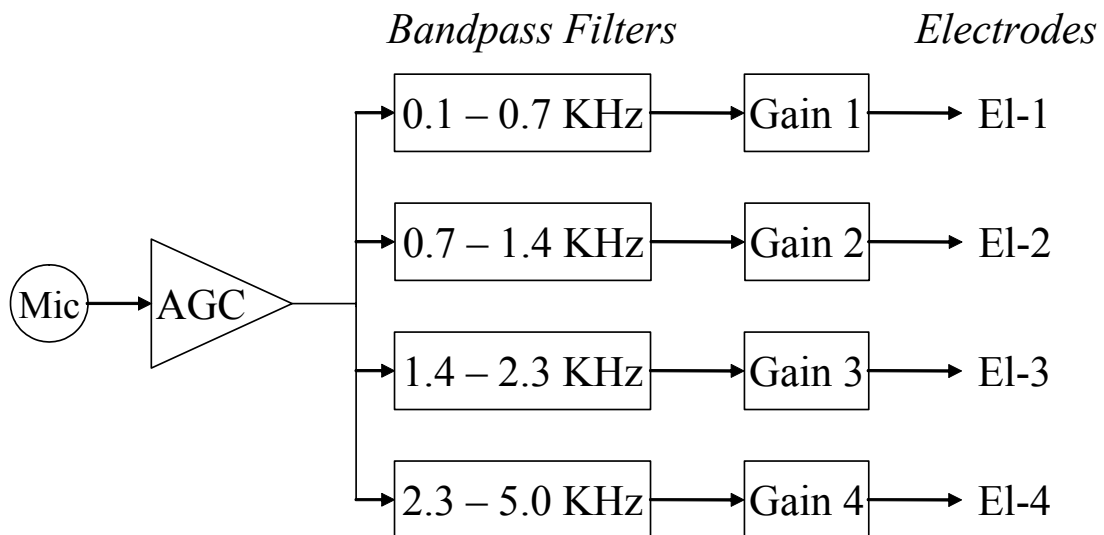 Bandpass Filters Electrodes
0.1 – 0.7 KHz Gain 1 El-1
0.7 – 1.4 KHz Gain 2 El-2
Mic AGC
1.4 – 2.3 KHz Gain 3 El-3
2.3 – 5.0 KHz Gain 4 El-4